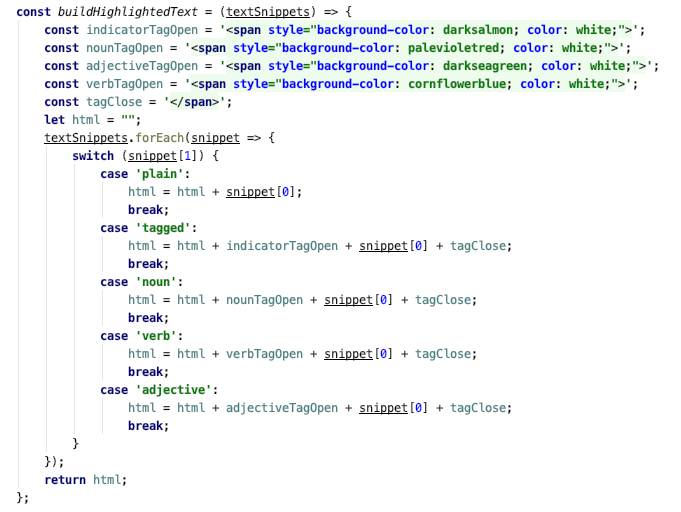 const buildHighlightedText = (textSnippets) => {
    const indicatorTagOpen = '<span style="background-color: darksalmon; color: white;">';
    const nounTagOpen = '<span style="background-color: palevioletred; color: white;">';
    const adjectiveTagOpen = '<span style="background-color: darkseagreen; color: white;">';
    const verbTagOpen = '<span style="background-color: cornflowerblue; color: white;">';
    const tagClose = '</span>';
    let html = "";
    textSnippets.forEach(snippet => {
        switch (snippet[1]) {
            case 'plain':
                html = html + snippet[0];
                break;
            case 'tagged':
                html = html + indicatorTagOpen + snippet[0] + tagClose;
                break;
            case 'noun':
                html = html + nounTagOpen + snippet[0] + tagClose;
                break;
            case 'verb':
                html = html + verbTagOpen + snippet[0] + tagClose;
                break;
            case 'adjective':
                html = html + adjectiveTagOpen + snippet[0] + tagClose;
                break;
        }
    });
    return html;
};